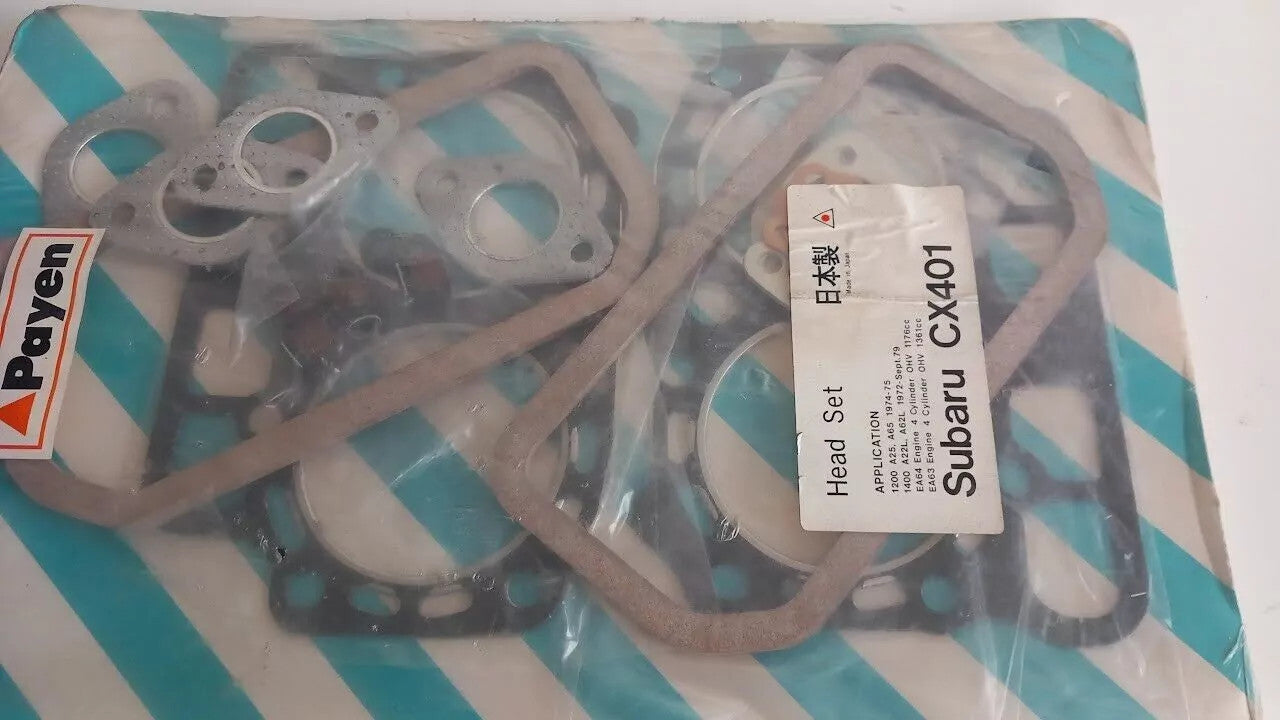 Payen
Head Set
日本製
Made in Japan
APPLICATION
1200 A25, A65 1974-75
1400 A22L, A62L 1972-Sept.79
EA64 Engine 4 Cylinder OHV 1176cc
EA63 Engine 4 Cylinder OHV 1361cc
Subaru CX401